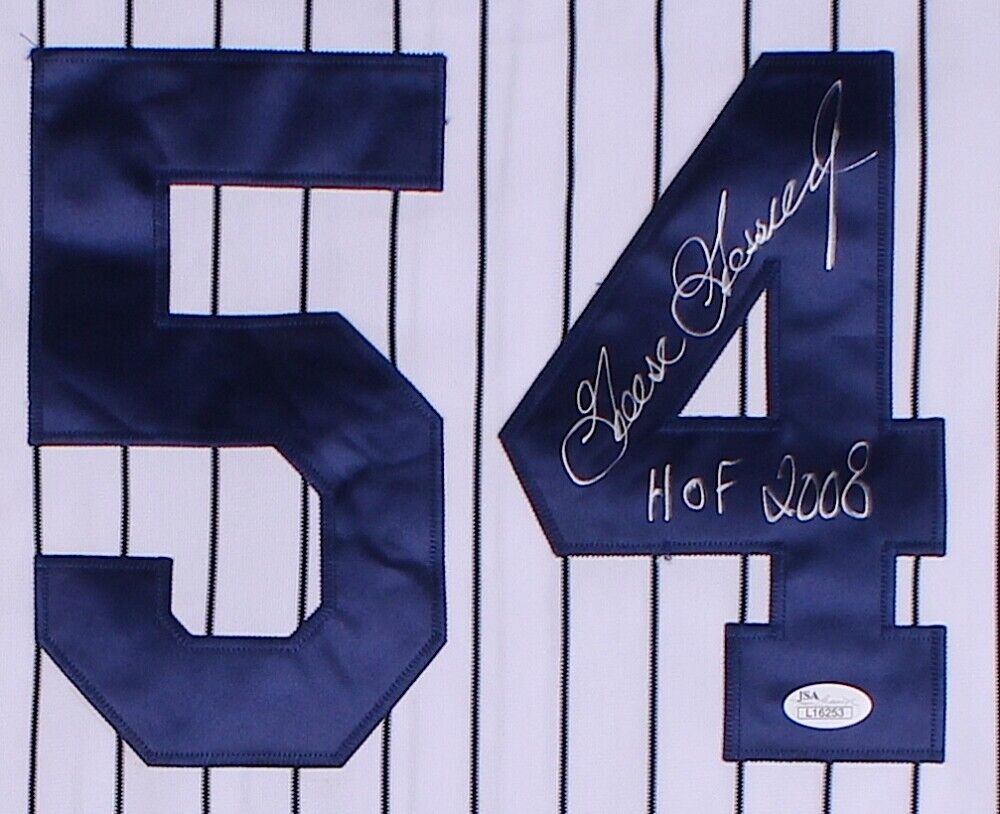 54
Goose Gossage
HOF 2008
JSA
L16253